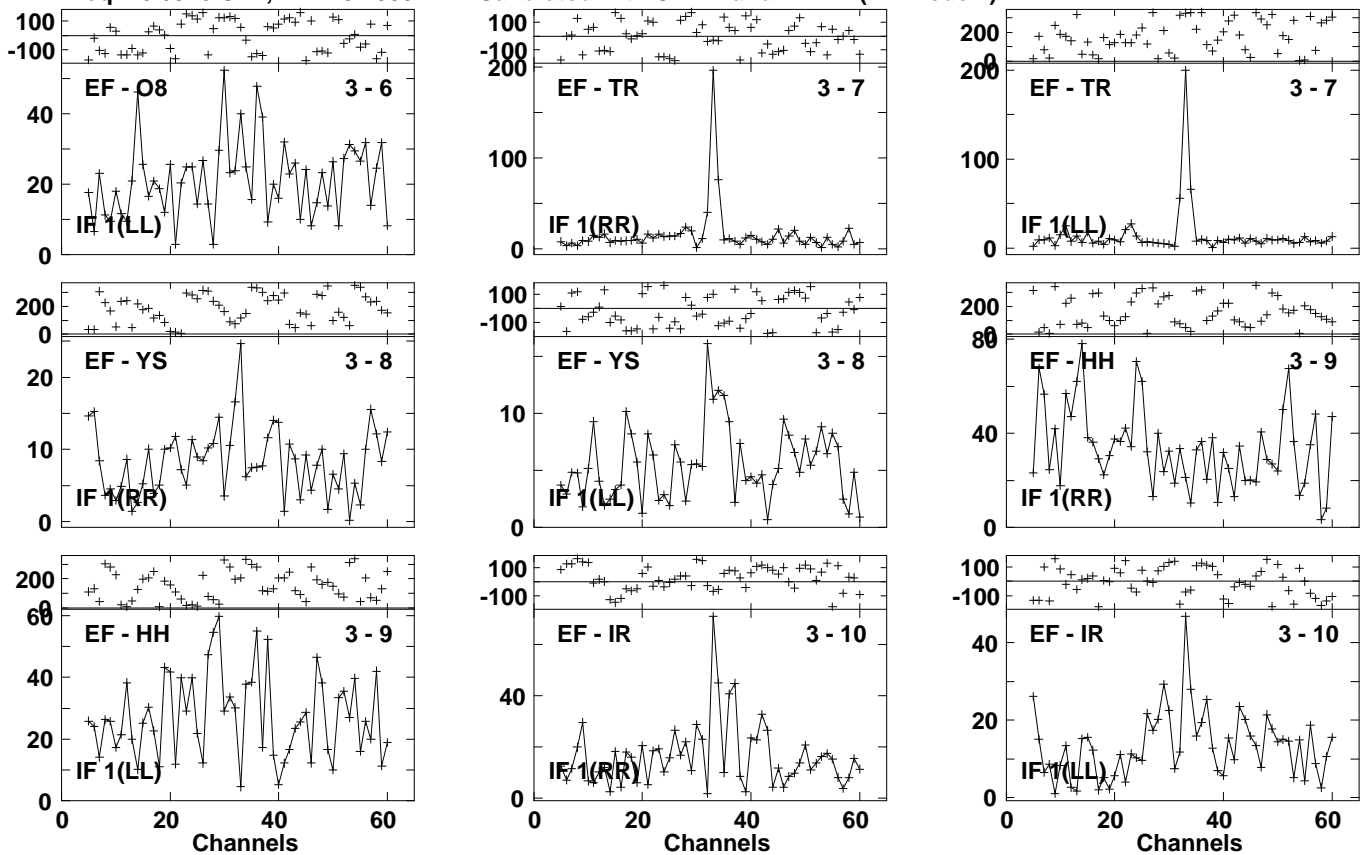 100
-100
EF - O8 3 - 6
40
20
0
IF 1(LL)
100
-100
200
EF - TR 3 - 7
100
0
IF 1(RR)
200
0
200
EF - TR 3 - 7
100
0
IF 1(LL)
200
0
EF - YS 3 - 8
20
10
0
IF 1(RR)
100
-100
EF - YS 3 - 8
10
0
IF 1(LL)
200
0
80
EF - HH 3 - 9
60
40
20
0
IF 1(RR)
200
0
60
EF - HH 3 - 9
40
20
0
IF 1(LL)
0 20 40 60
Channels
100
-100
EF - IR 3 - 10
40
0
IF 1(RR)
0 20 40 60
Channels
100
-100
EF - IR 3 - 10
40
20
0
IF 1(LL)
0 20 40 60
Channels